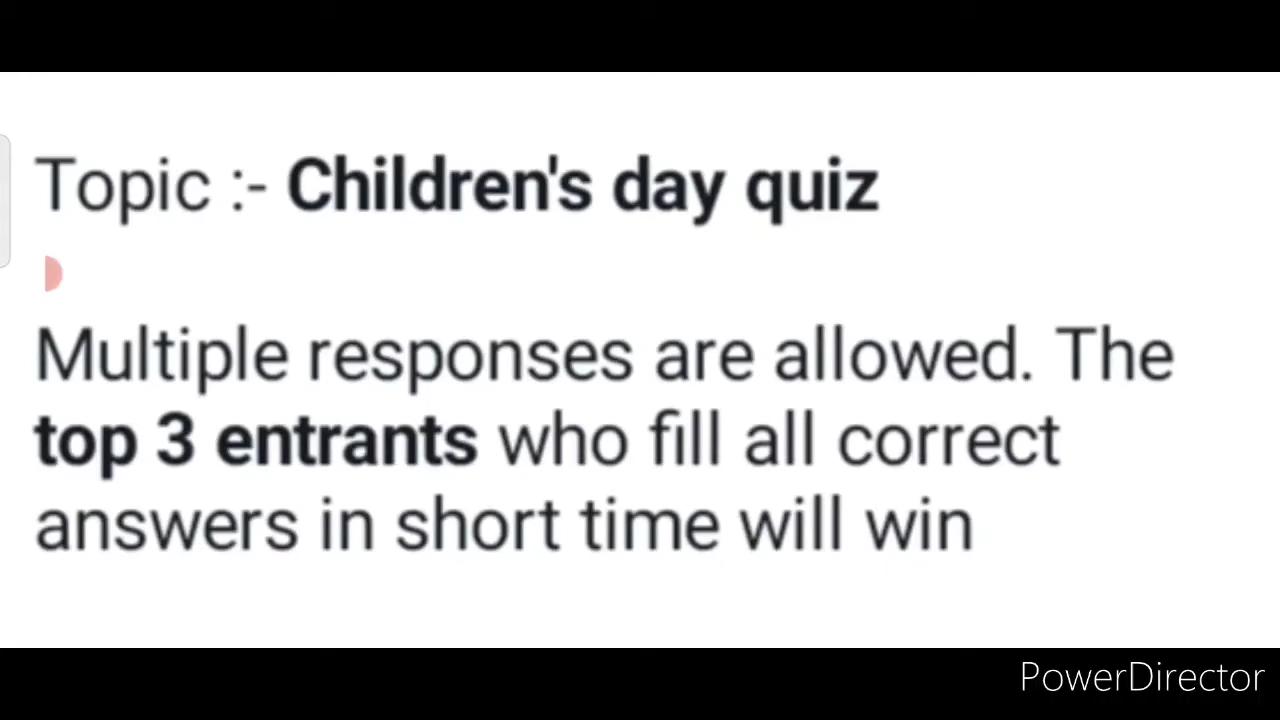 Topic :- Children's day quiz
Multiple responses are allowed. The
top 3 entrants who fill all correct
answers in short time will win
PowerDirector